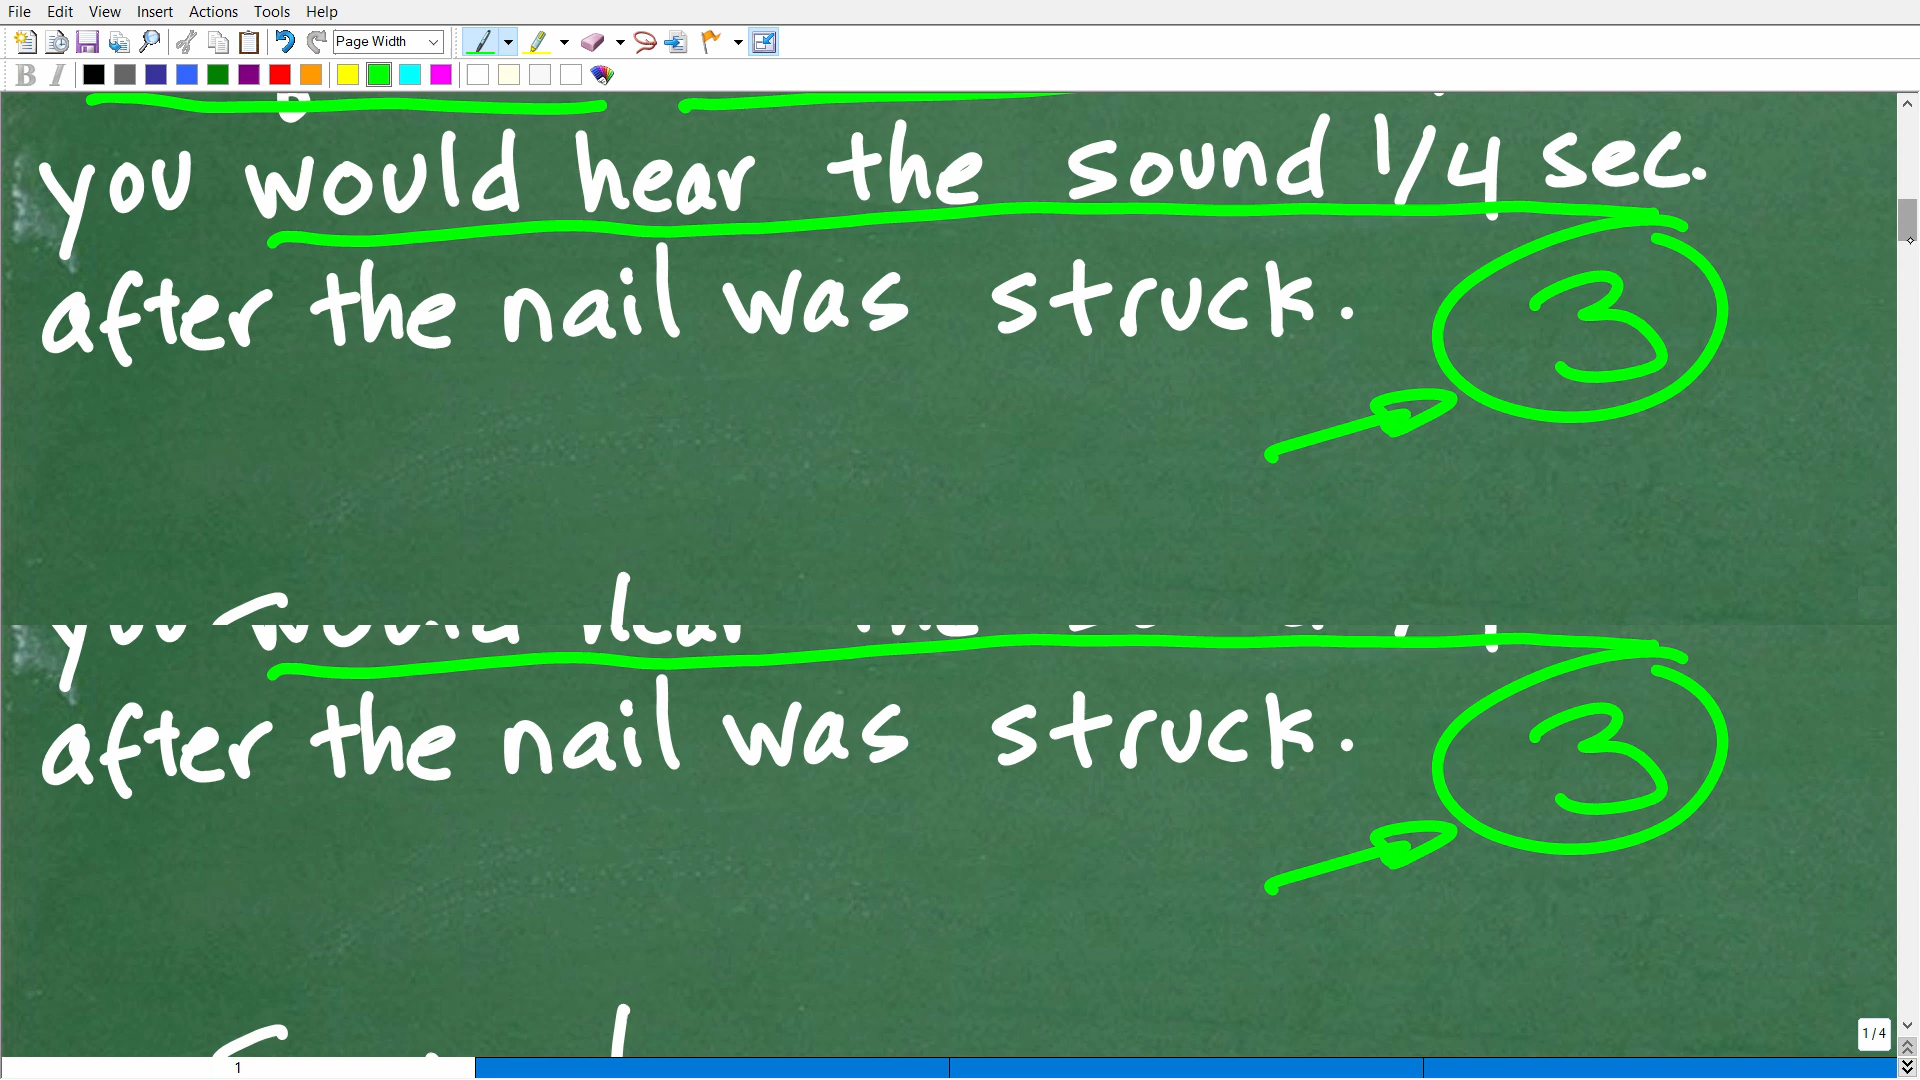 File Edit View Insert Actions Tools Help
Page Width
B I
you would hear the sound 1/4 sec.
after the nail was struck.
3
after the nail was struck.
3
1 / 4
1